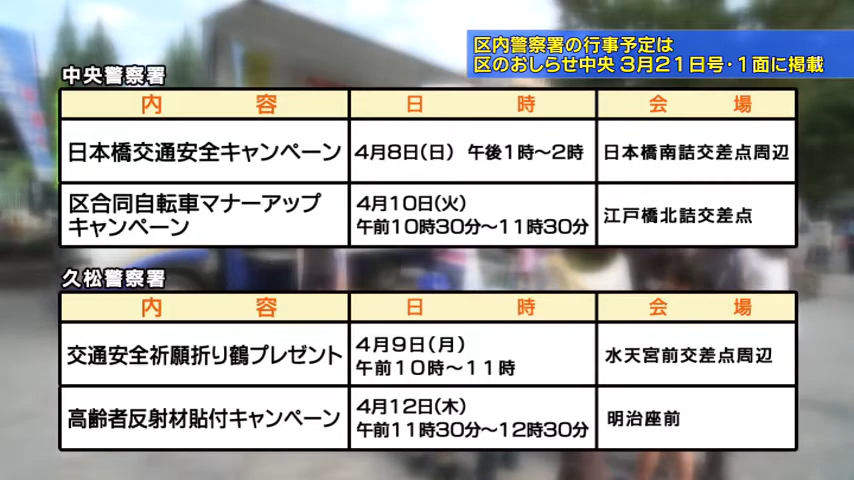 区内警察署の行事予定は
区のおしらせ中央 3月21日号・1面に掲載
中央警察署
内 容 日 時 会 場
日本橋交通安全キャンペーン 4月8日(日) 午後1時～2時 日本橋南詰交差点周辺
区合同自転車マナーアップ
キャンペーン
4月10日(火)
午前10時30分～11時30分
江戸橋北詰交差点
久松警察署
内 容 日 時 会 場
交通安全祈願折り鶴プレゼント
4月9日(月)
午前10時～11時
水天宮前交差点周辺
高齢者反射材貼付キャンペーン
4月12日(木)
午前11時30分～12時30分
明治座前